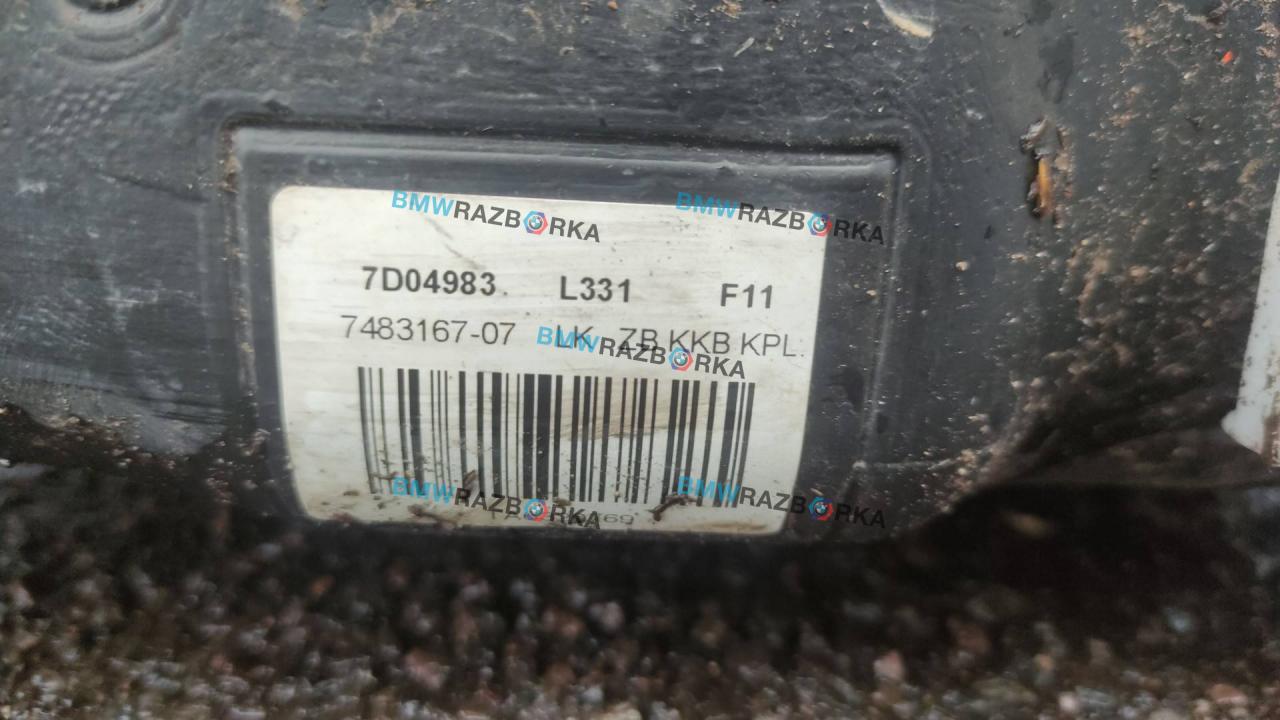 BMWRAZBORKA BMWRAZBORKA
7D04983. L331 F11
7483167-07 LK ZB KKB KPL.
BMWRAZBORKA
BMWRAZBORKA BMWRAZBORKA